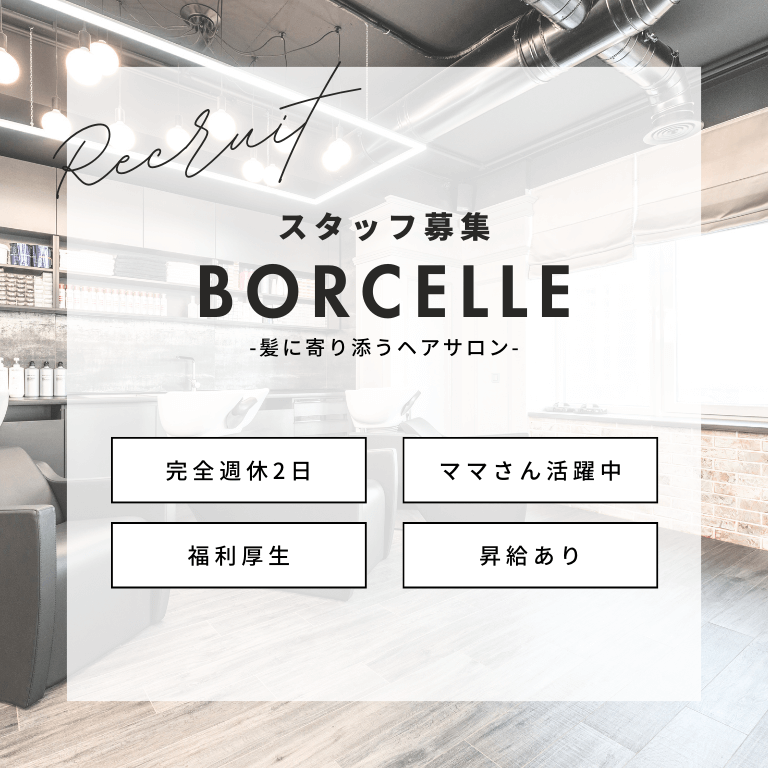 Recruit
スタッフ募集
BORCELLE
-髪に寄り添うヘアサロン-
完全週休2日
ママさん活躍中
福利厚生
昇給あり